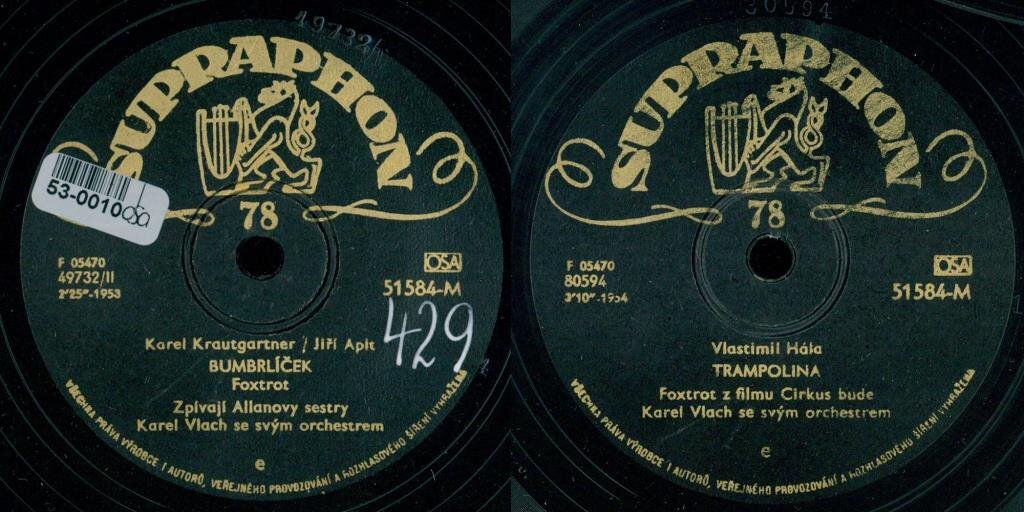 49732/
SUPRAPHON
78
53-0010 a
F 05470
49732/II
2'25"-1953
OSA
51584-M
429
Karel Krautgartner / Jiří Aplt
BUMBRLÍČEK
Foxtrot
Zpívají Allanovy sestry
Karel Vlach se svým orchestrem
e
VŠECHNA PRÁVA VÝROBCE I AUTORŮ, VEŘEJNÉHO PROVOZOVÁNÍ A ROZHLASOVÉHO ŠÍŘENÍ VYHRAŽENA
30594
SUPRAPHON
78
F 05470
80594
3'10"-1954
OSA
51584-M
Vlastimil Hála
TRAMPOLINA
Foxtrot z filmu Cirkus bude
Karel Vlach se svým orchestrem
e
VŠECHNA PRÁVA VÝROBCE I AUTORŮ, VEŘEJNÉHO PROVOZOVÁNÍ A ROZHLASOVÉHO ŠÍŘENÍ VYHRAŽENA